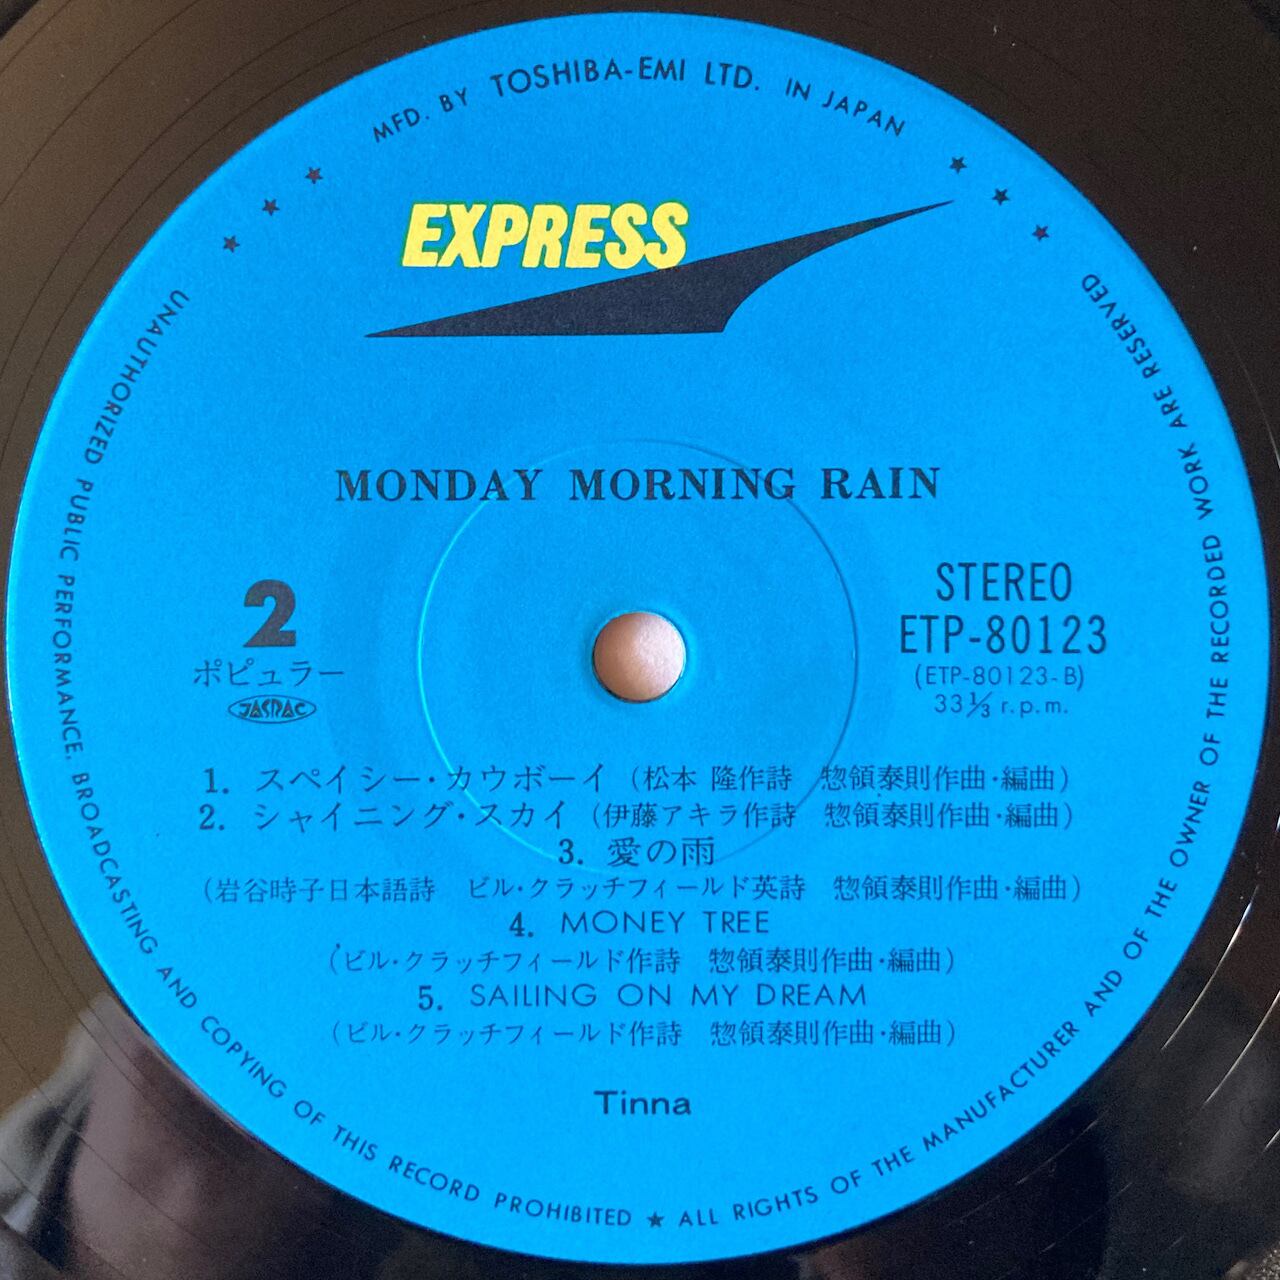 MFD. BY TOSHIBA-EMI LTD. IN JAPAN
EXPRESS
MONDAY MORNING RAIN
2
ポピュラー
JASRAC
STEREO
ETP-80123
(ETP-80123-B)
33⅓ r.p.m.
1. スペイシー・カウボーイ (松本 隆作詩 惣領泰則作曲・編曲)
2. シャイニング・スカイ (伊藤アキラ作詩 惣領泰則作曲・編曲)
3. 愛の雨
(岩谷時子日本語詩 ビル・クラッチフィールド英詩 惣領泰則作曲・編曲)
4. MONEY TREE
(ビル・クラッチフィールド作詩 惣領泰則作曲・編曲)
5. SAILING ON MY DREAM
(ビル・クラッチフィールド作詩 惣領泰則作曲・編曲)
Tinna
UNAUTHORIZED PUBLIC PERFORMANCE. BROADCASTING AND COPYING OF THIS RECORD PROHIBITED ★ ALL RIGHTS OF THE MANUFACTURER AND OF THE OWNER OF THE RECORDED WORK ARE RESERVED